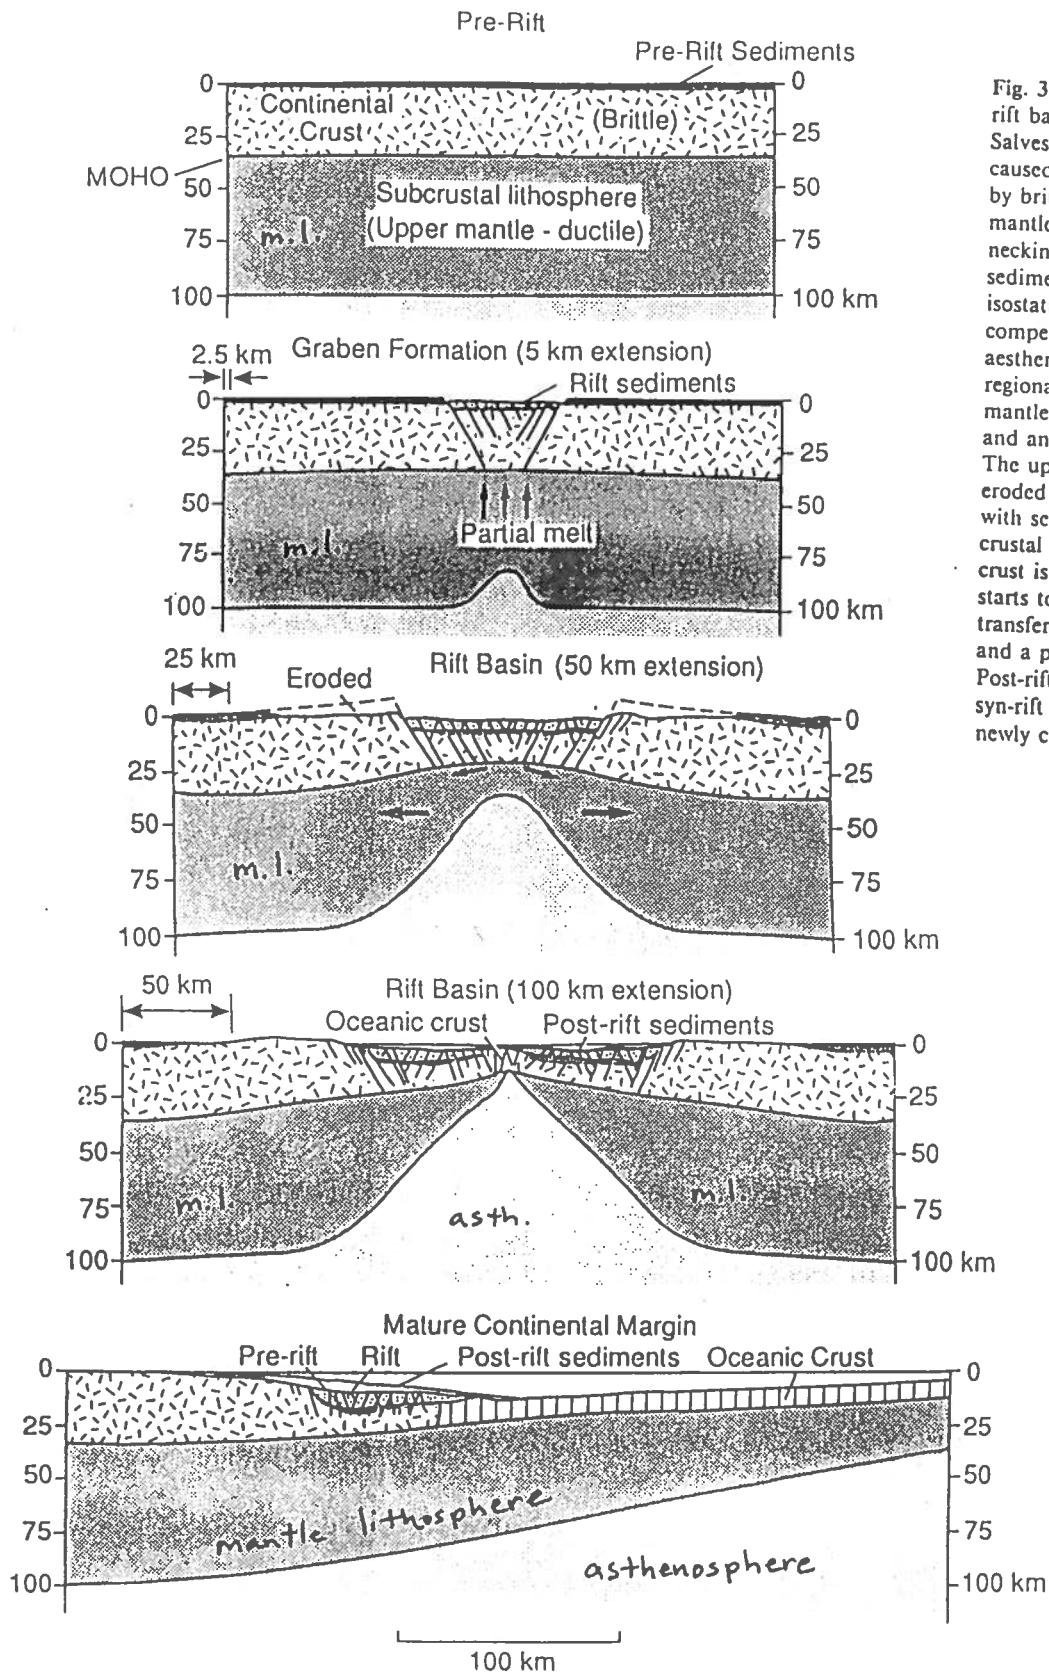 Pre-Rift
Pre-Rift Sediments
0 0
Continental Crust (Brittle)
25 25
MOHO
50 50
Subcrustal lithosphere
(Upper mantle - ductile)
m.l.
75 75
100 100 km
Graben Formation (5 km extension)
2.5 km
Rift sediments
0 0
25 25
50 50
Partial melt
m.l.
75 75
100 100 km
25 km
Rift Basin (50 km extension)
Eroded
0 0
25 25
50 50
m.l.
75 75
100 100 km
50 km
Rift Basin (100 km extension)
Oceanic crust Post-rift sediments
0 0
25 25
50 50
m.l. m.l.
75 75
asth.
100 100 km
Mature Continental Margin
Pre-rift Rift Post-rift sediments Oceanic Crust
0 0
25 25
50 50
mantle lithosphere
75 75
asthenosphere
100 100 km
100 km
Fig. 3
rift ba
Salves
caused
by bri
mantle
neckin
sedime
isostat
compe
aesther
regiona
mantle
and an
The up
eroded
with se
crustal
crust is
starts to
transfer
and a p
Post-rift
syn-rift
newly c